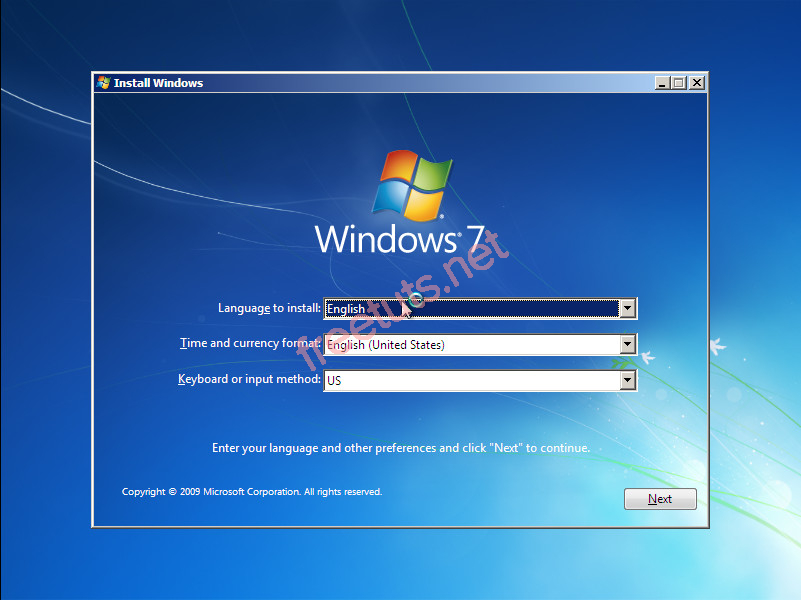 Install Windows
Windows® 7
freetuts.net
Language to install: English
Time and currency format: English (United States)
Keyboard or input method: US
Enter your language and other preferences and click "Next" to continue.
Copyright © 2009 Microsoft Corporation. All rights reserved.
Next